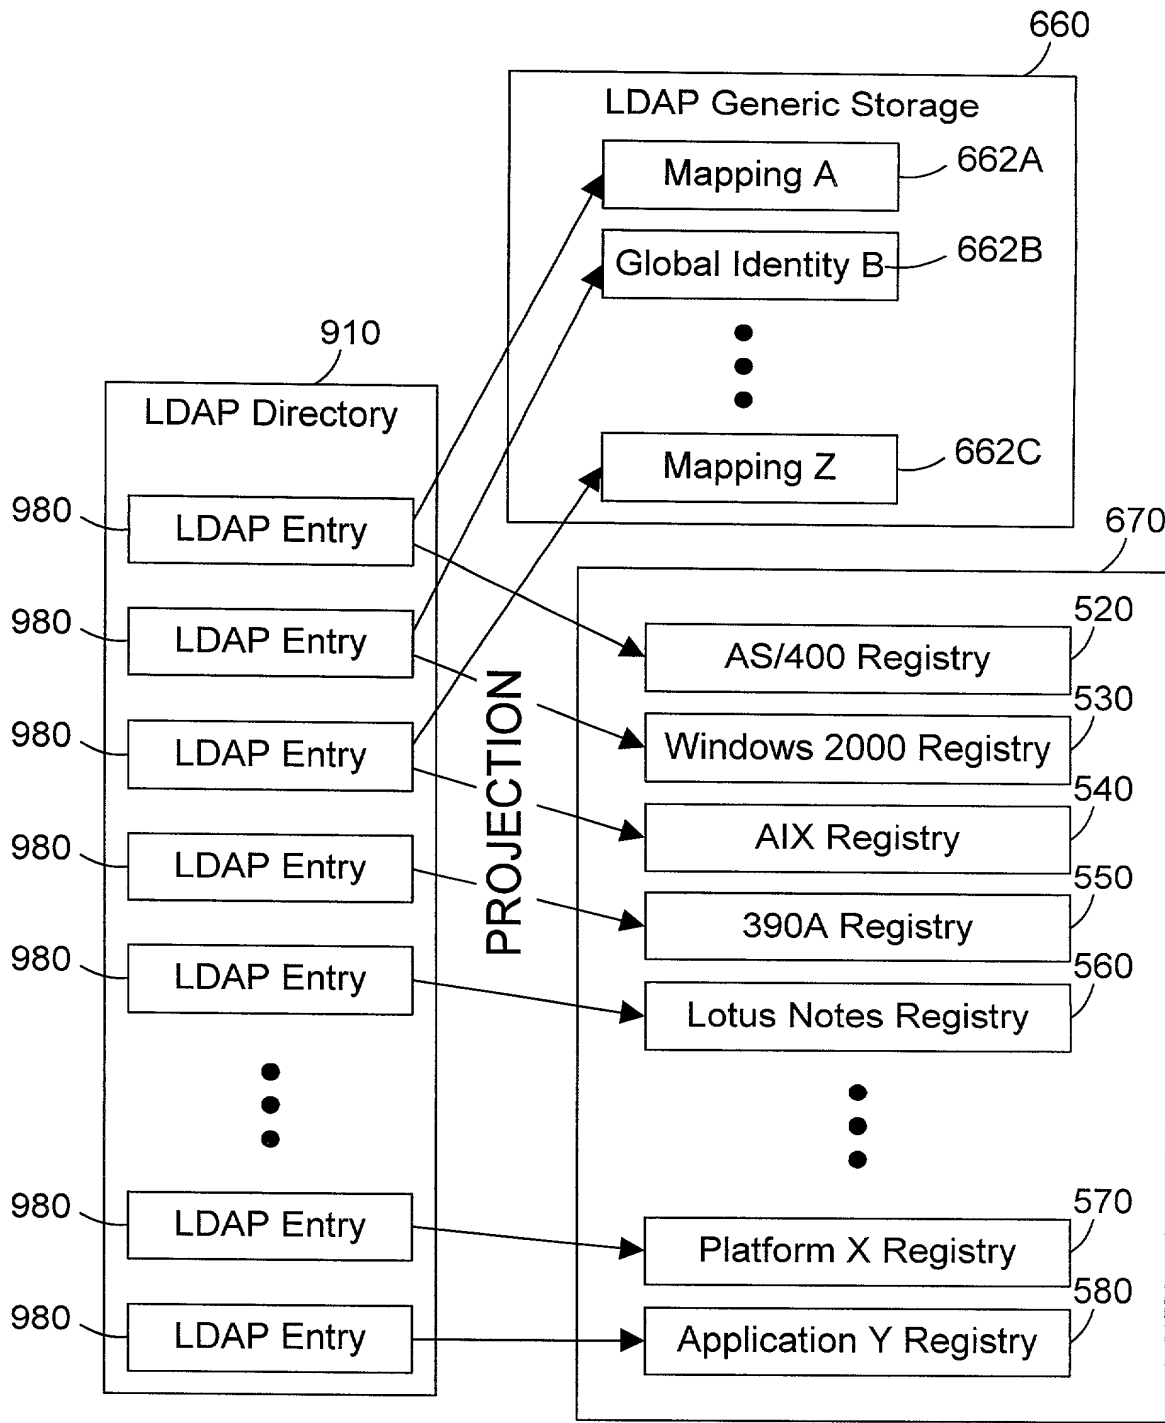 660
LDAP Generic Storage
Mapping A
662A
Global Identity B
662B
Mapping Z
662C
910
LDAP Directory
980
LDAP Entry
980
LDAP Entry
980
LDAP Entry
980
LDAP Entry
980
LDAP Entry
980
LDAP Entry
980
LDAP Entry
PROJECTION
670
520
AS/400 Registry
530
Windows 2000 Registry
540
AIX Registry
550
390A Registry
560
Lotus Notes Registry
570
Platform X Registry
580
Application Y Registry